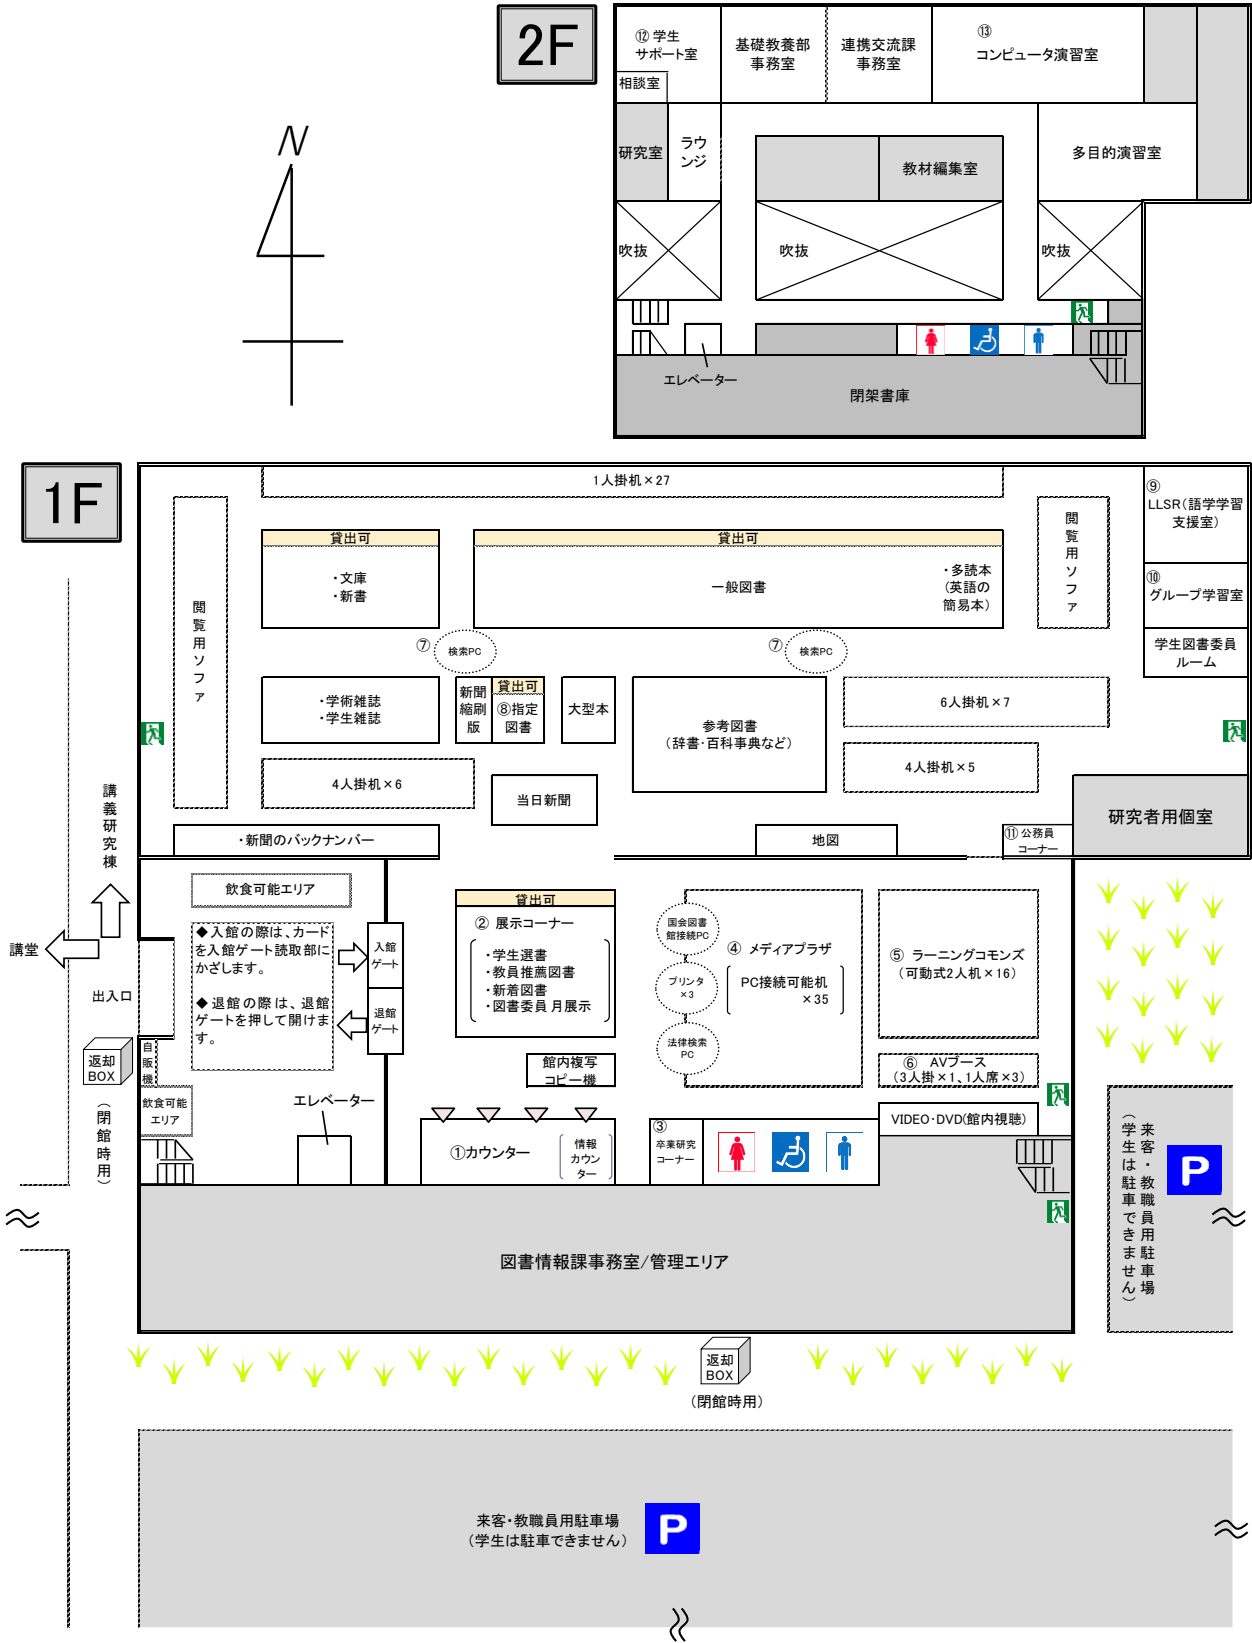 2F
⑫ 学生
サポート室
相談室
基礎教養部
事務室
連携交流課
事務室
⑬
コンピュータ演習室
研究室
ラウ
ンジ
教材編集室
多目的演習室
吹抜
吹抜
吹抜
エレベーター
閉架書庫
N
1F
1人掛机×27
閲覧用ソファ
貸出可
・文庫
・新書
貸出可
一般図書
・多読本
(英語の
簡易本)
閲覧用ソファ
⑨
LLSR(語学学習
支援室)
⑩
グループ学習室
学生図書委員
ルーム
⑦
検索PC
⑦
検索PC
・学術雑誌
・学生雑誌
新聞
縮刷
版
貸出可
⑧指定
図書
大型本
参考図書
(辞書・百科事典など)
6人掛机×7
4人掛机×5
4人掛机×6
当日新聞
研究者用個室
・新聞のバックナンバー
地図
⑪ 公務員
コーナー
講義研究棟
講堂
出入口
飲食可能エリア
◆入館の際は、カード
を入館ゲート読取部に
かざします。
◆退館の際は、退館
ゲートを押して開けま
す。
入館
ゲート
退館
ゲート
貸出可
② 展示コーナー
・学生選書
・教員推薦図書
・新着図書
・図書委員 月展示
国会図書
館接続PC
プリンタ
×3
法律検索
PC
④ メディアプラザ
PC接続可能机
×35
⑤ ラーニングコモンズ
(可動式2人机×16)
⑥ AVブース
(3人掛×1、1人席×3)
VIDEO・DVD(館内視聴)
館内複写
コピー機
自販機
飲食可能
エリア
返却
BOX
(閉館時用)
エレベーター
①カウンター
情報
カウン
ター
③
卒業研究
コーナー
図書情報課事務室/管理エリア
来客・教職員用駐車場
(学生は駐車できません)
P
返却
BOX
(閉館時用)
来客・教職員用駐車場
(学生は駐車できません)
P